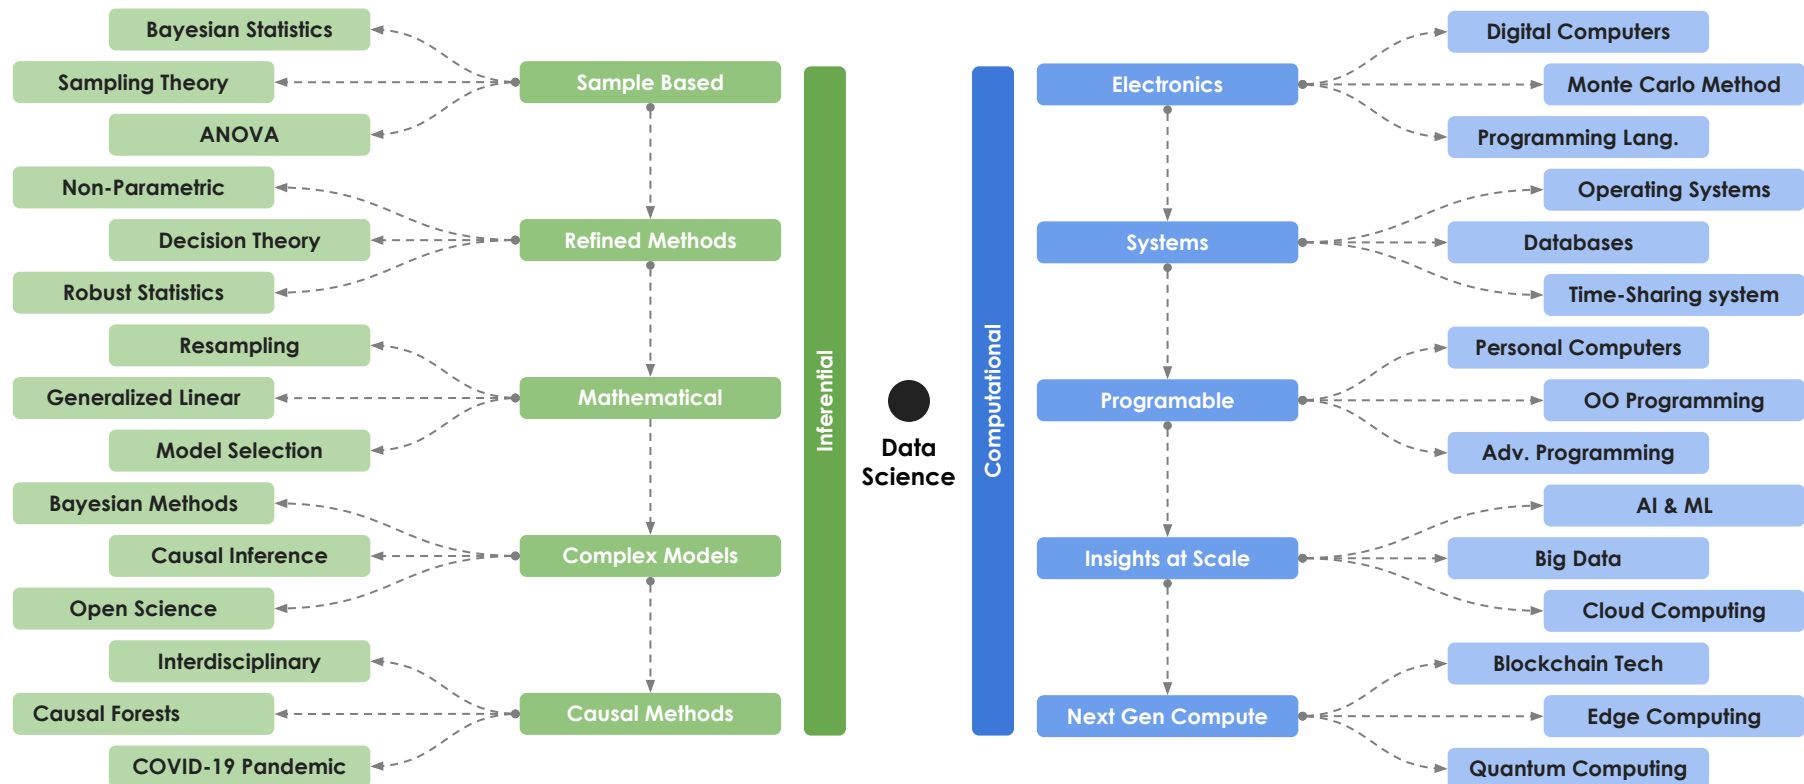 Bayesian Statistics
Sampling Theory
ANOVA
Sample Based
Non-Parametric
Decision Theory
Robust Statistics
Refined Methods
Resampling
Generalized Linear
Model Selection
Mathematical
Bayesian Methods
Causal Inference
Open Science
Complex Models
Interdisciplinary
Causal Forests
COVID-19 Pandemic
Causal Methods
Inferential
Data
Science
Computational
Electronics
Digital Computers
Monte Carlo Method
Programming Lang.
Systems
Operating Systems
Databases
Time-Sharing system
Programable
Personal Computers
OO Programming
Adv. Programming
Insights at Scale
AI & ML
Big Data
Cloud Computing
Next Gen Compute
Blockchain Tech
Edge Computing
Quantum Computing